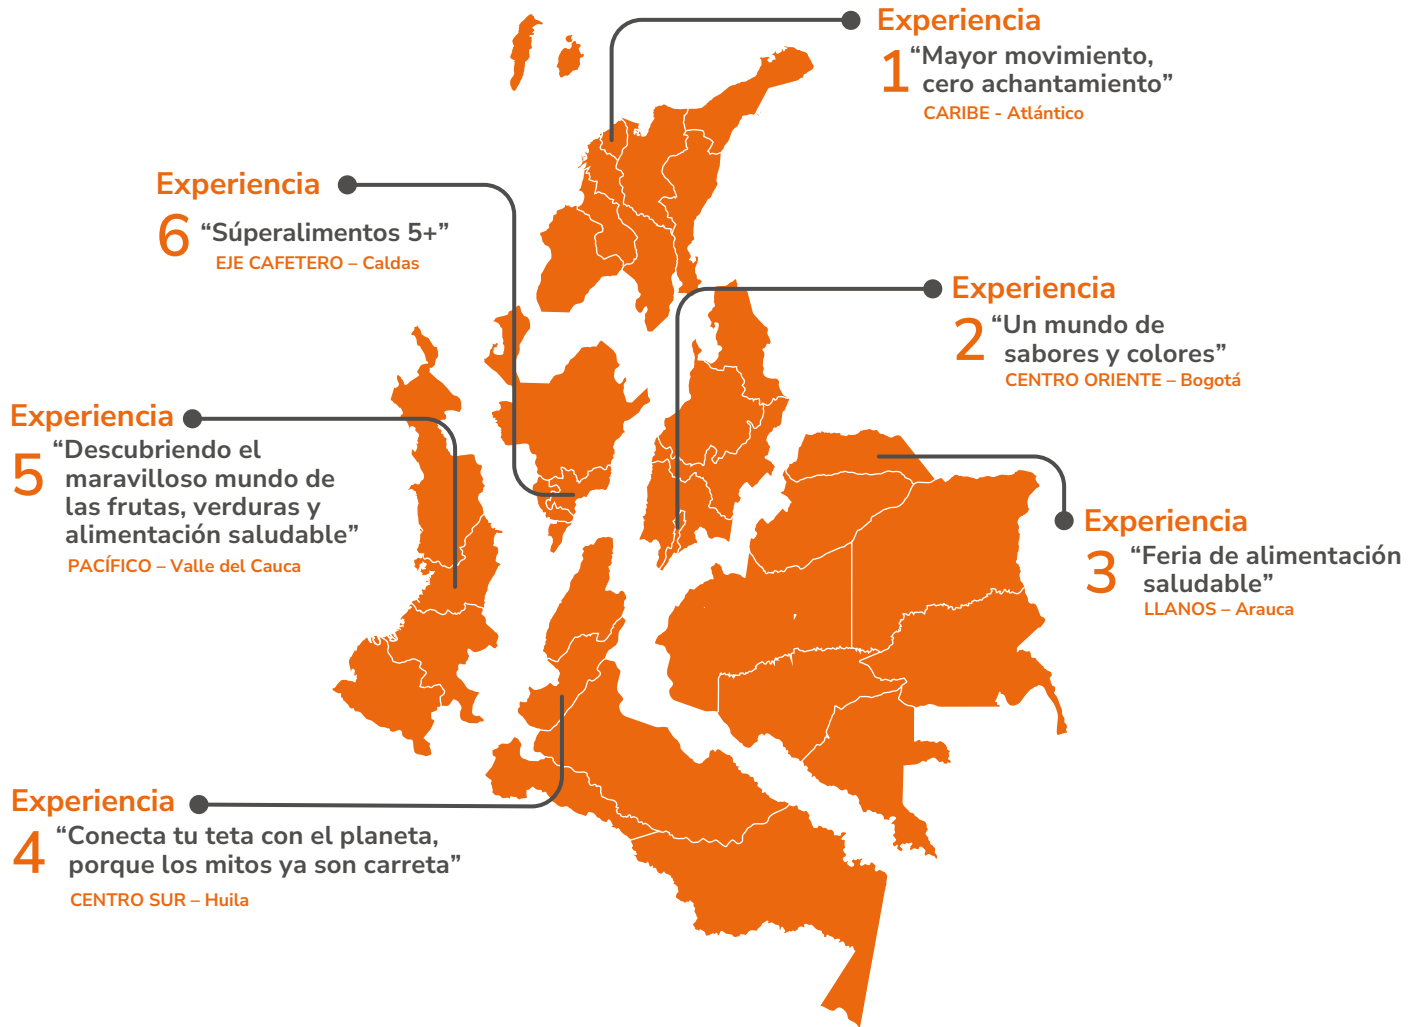 Experiencia
1
“Mayor movimiento,
cero achantamiento”
CARIBE - Atlántico
Experiencia
6
“Súperalimentos 5+”
EJE CAFETERO – Caldas
Experiencia
2
“Un mundo de
sabores y colores”
CENTRO ORIENTE – Bogotá
Experiencia
5
“Descubriendo el
maravilloso mundo de
las frutas, verduras y
alimentación saludable”
PACÍFICO – Valle del Cauca
Experiencia
3
“Feria de alimentación
saludable”
LLANOS – Arauca
Experiencia
4
“Conecta tu teta con el planeta,
porque los mitos ya son carreta”
CENTRO SUR – Huila